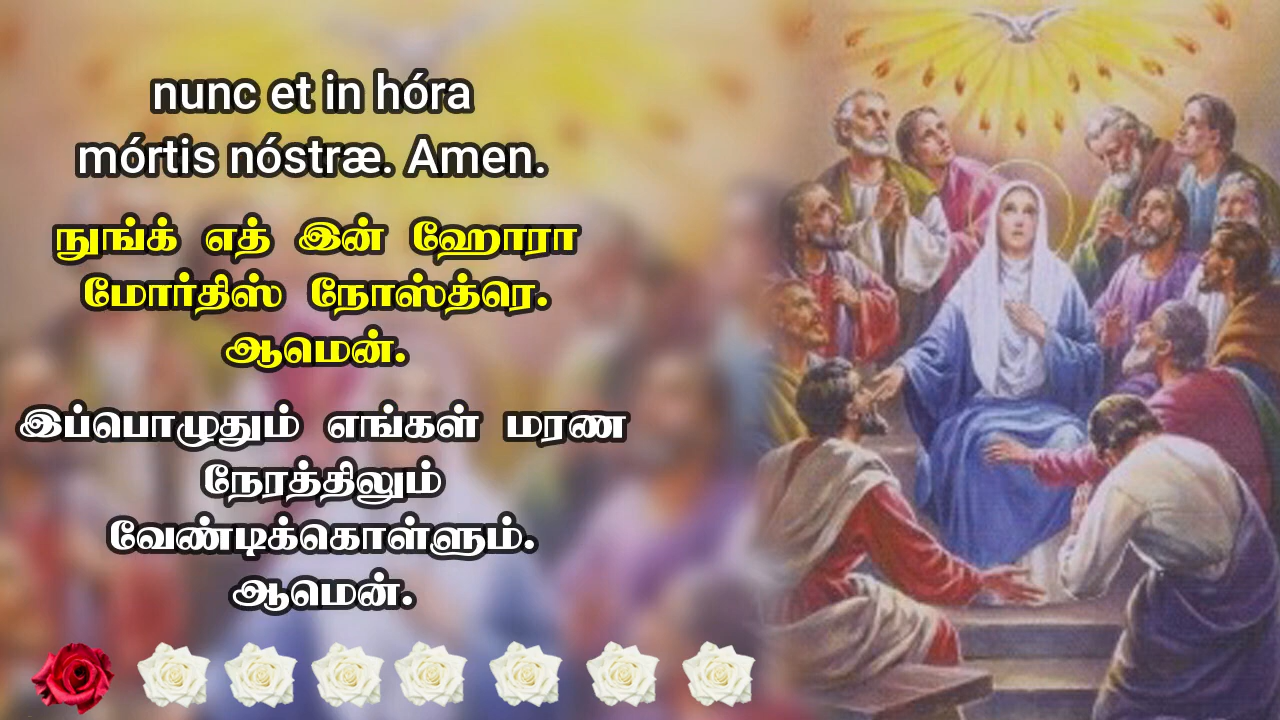 nunc et in hóra
mórtis nóstræ. Amen.
நுங்க் எத் இன் ஹோரா
மோர்திஸ் நோஸ்த்ரெ.
ஆமென்.
இப்பொழுதும் எங்கள் மரண
நேரத்திலும்
வேண்டிக்கொள்ளும்.
ஆமென்.